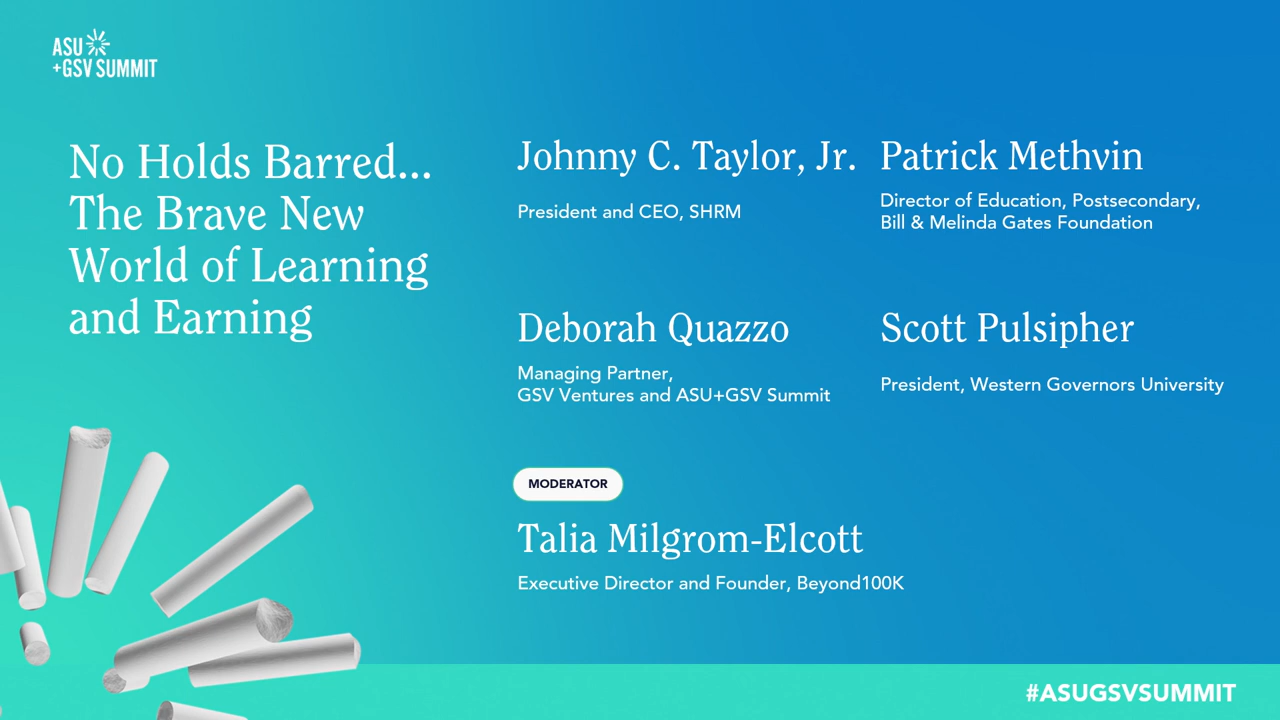 ASU
+GSV SUMMIT
No Holds Barred...
The Brave New
World of Learning
and Earning
Johnny C. Taylor, Jr.
President and CEO, SHRM
Patrick Methvin
Director of Education, Postsecondary,
Bill & Melinda Gates Foundation
Deborah Quazzo
Managing Partner,
GSV Ventures and ASU+GSV Summit
Scott Pulsipher
President, Western Governors University
MODERATOR
Talia Milgrom-Elcott
Executive Director and Founder, Beyond100K
#ASUGSVSUMMIT